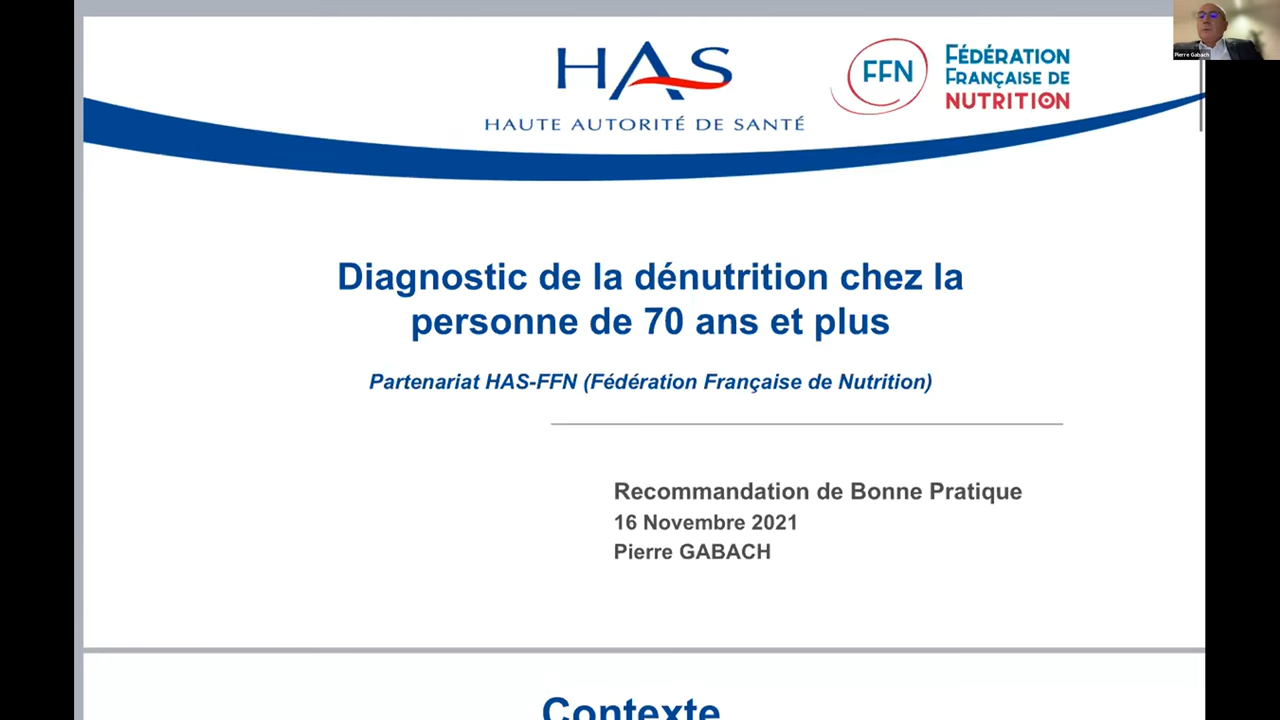 Pierre Gabach
HAS
HAUTE AUTORITÉ DE SANTÉ
FFN
FÉDÉRATION
FRANÇAISE DE
NUTRITION
Diagnostic de la dénutrition chez la
personne de 70 ans et plus
Partenariat HAS-FFN (Fédération Française de Nutrition)
Recommandation de Bonne Pratique
16 Novembre 2021
Pierre GABACH
Contexte